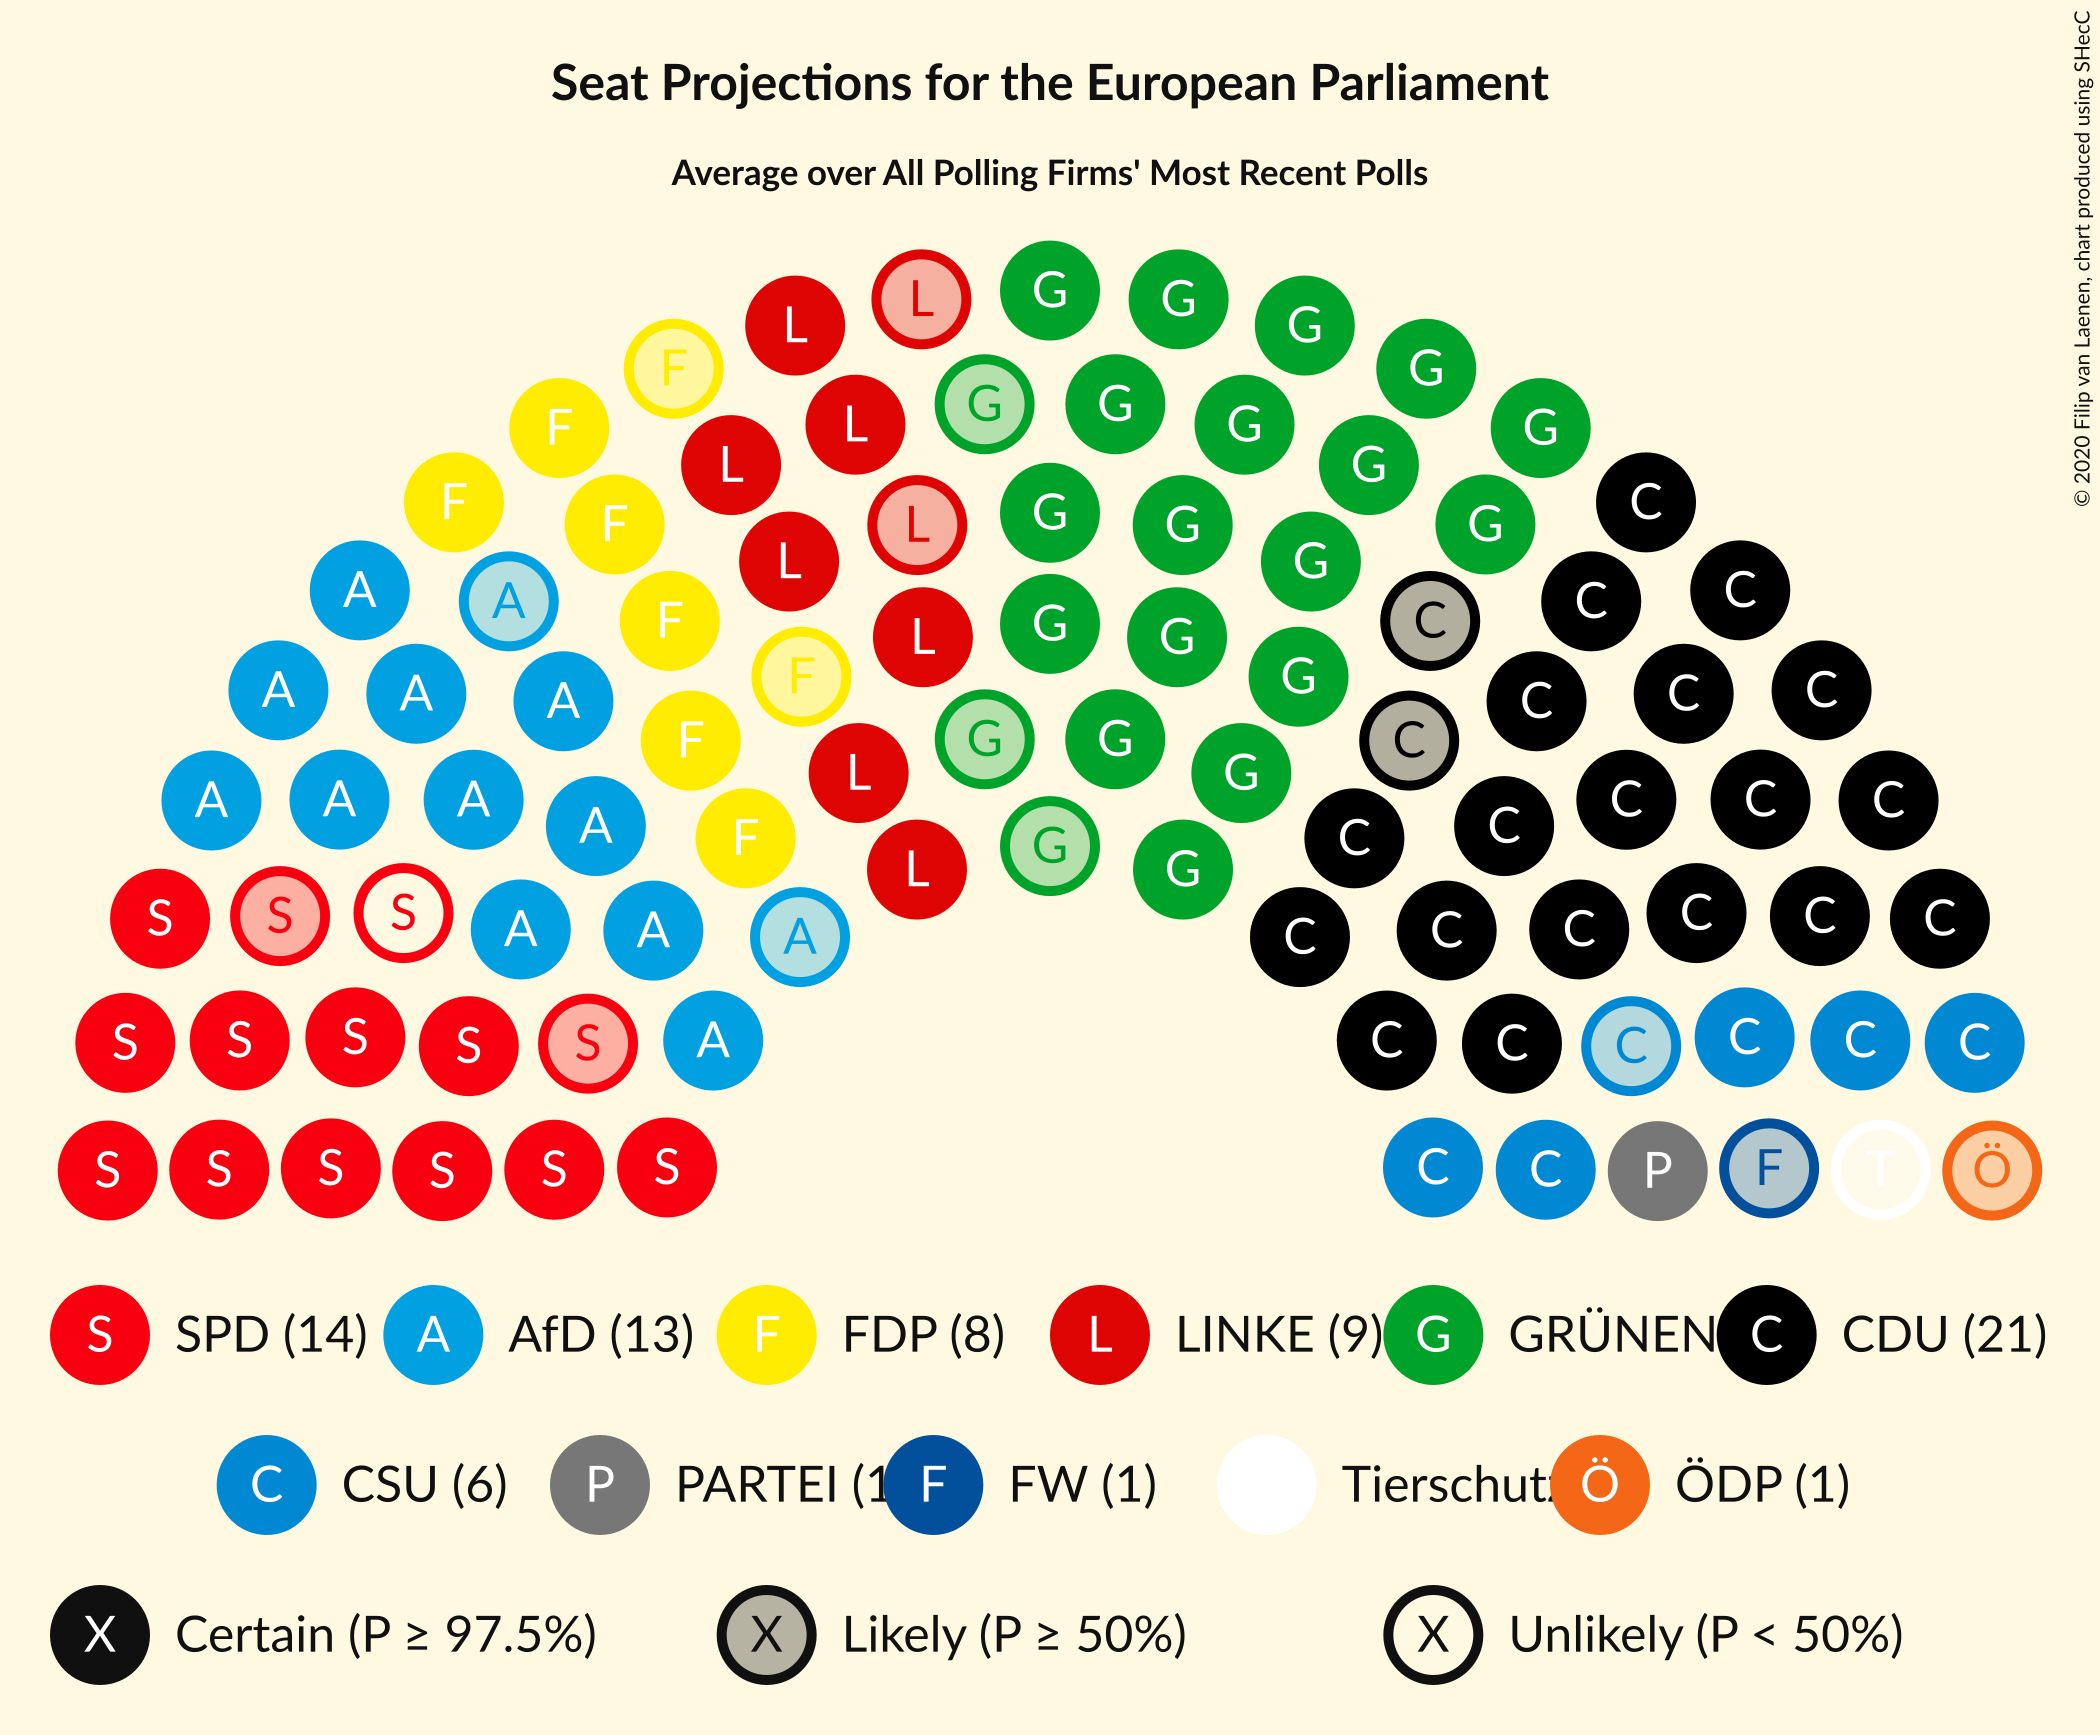 Seat Projections for the European Parliament
Average over All Polling Firms' Most Recent Polls
© 2020 Filip van Laenen, chart produced using SHecC
L G G G
F L L G G G G
F F L G G G
F F L L G G G G C
A A F L G G G C C C
A A A F F L G G G C C C C
A A A A F L G G C C C C C C
S S S A A A L G G C C C C C C C
S S S S S A C C C C C C
S S S S S S C C P F T Ö
S SPD (14) A AfD (13) F FDP (8) L LINKE (9) G GRÜNEN C CDU (21)
C CSU (6) P PARTEI (1 F FW (1) Tierschutz Ö ÖDP (1)
X Certain (P ≥ 97.5%) X Likely (P ≥ 50%) X Unlikely (P < 50%)